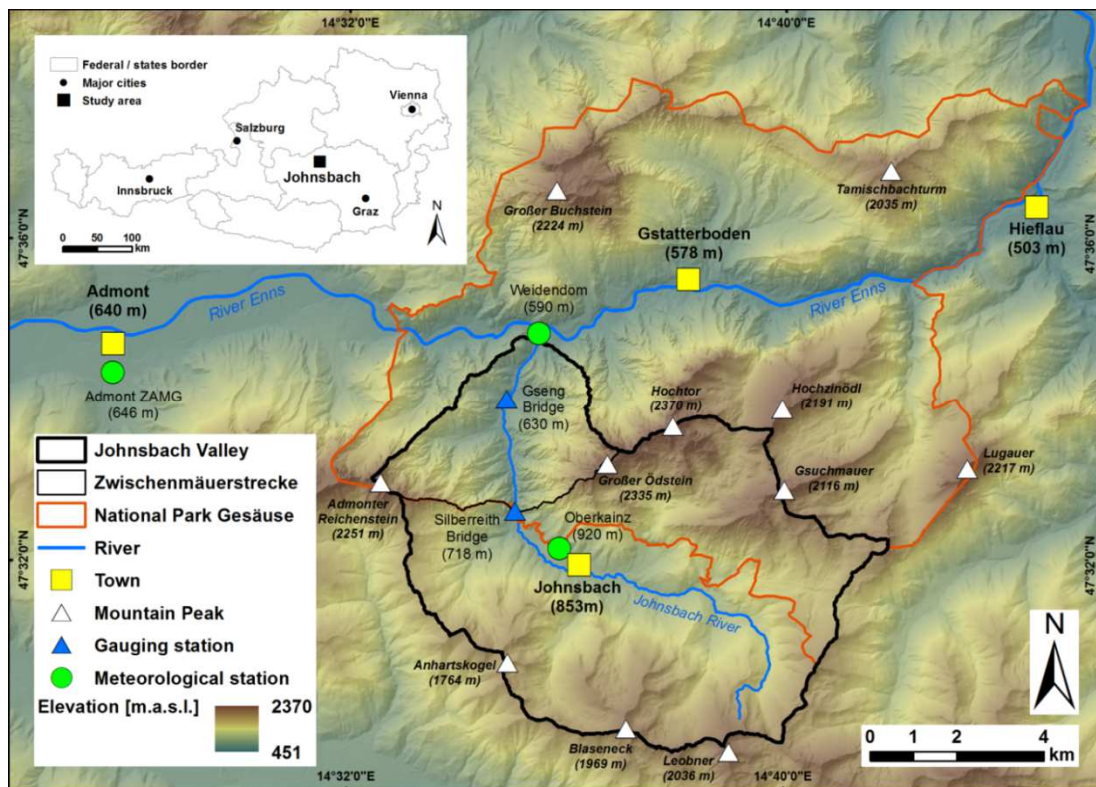 14°32'0"E
14°40'0"E
Federal / states border
Major cities
Study area
Vienna
Salzburg
Johnsbach
Innsbruck
Graz
0 50 100
km
N
47°36'0"N
47°36'0"N
Großer Buchstein
(2224 m)
Tamischbachturm
(2035 m)
Hieflau
(503 m)
Gstatterboden
(578 m)
Admont
(640 m)
River Enns
Weidendom
(590 m)
River Enns
Admont ZAMG
(646 m)
Gseng
Bridge
(630 m)
Hochtor
(2370 m)
Hochzinödl
(2191 m)
Lugauer
(2217 m)
Großer Ödstein
(2335 m)
Gsuchmauer
(2116 m)
Admonter
Reichenstein
(2251 m)
Silberreith
Bridge
(718 m)
Oberkainz
(920 m)
47°32'0"N
47°32'0"N
Johnsbach
(853m)
Johnsbach River
Anhartskogel
(1764 m)
Blaseneck
(1969 m)
Leobner
(2036 m)
Johnsbach Valley
Zwischenmäuerstrecke
National Park Gesäuse
River
Town
Mountain Peak
Gauging station
Meteorological station
Elevation [m.a.s.l.]
2370
451
N
0 1 2 4
km
14°32'0"E
14°40'0"E